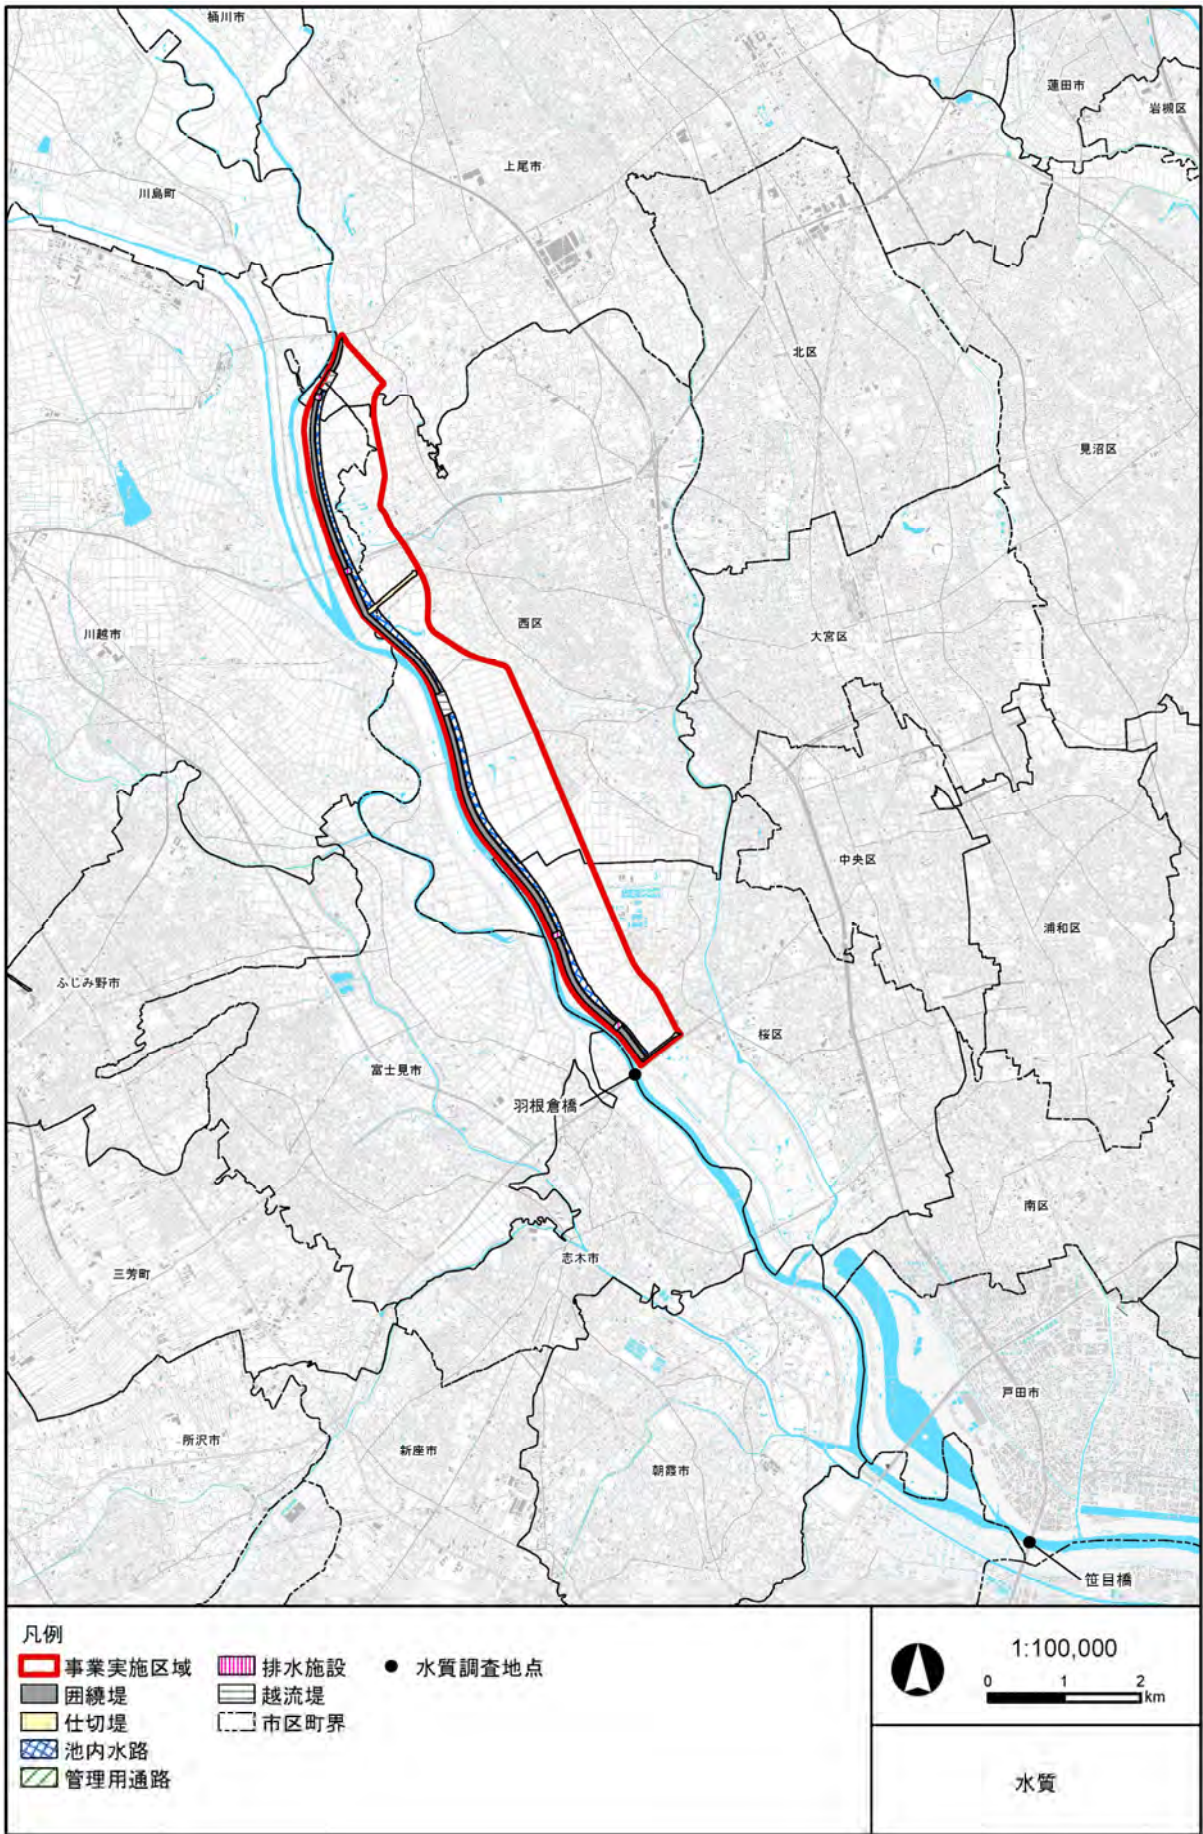 桶川市
蓮田市
岩槻区
上尾市
川島町
北区
見沼区
川越市
西区
大宮区
中央区
浦和区
ふじみ野市
桜区
富士見市
羽根倉橋
南区
志木市
三芳町
戸田市
所沢市
新座市
朝霞市
笹目橋
凡例
事業実施区域
囲繞堤
仕切堤
池内水路
管理用通路
排水施設
越流堤
市区町界
水質調査地点
1:100,000
0 1 2
km
水質